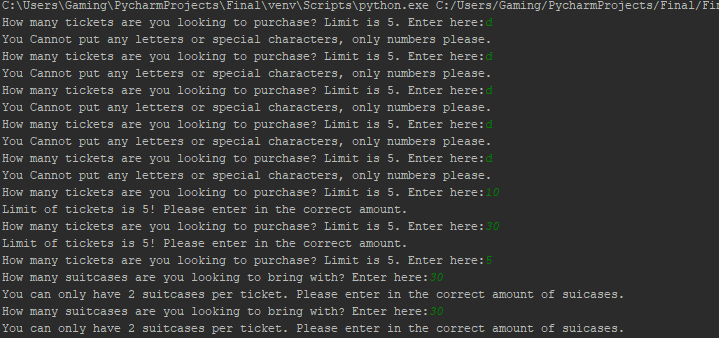 C:\Users\Gaming\PycharmProjects\Final\venv\Scripts\python.exe C:/Users/Gaming/PycharmProjects/Final/
How many tickets are you looking to purchase? Limit is 5. Enter here:d
You Cannot put any letters or special characters, only numbers please.
How many tickets are you looking to purchase? Limit is 5. Enter here:d
You Cannot put any letters or special characters, only numbers please.
How many tickets are you looking to purchase? Limit is 5. Enter here:d
You Cannot put any letters or special characters, only numbers please.
How many tickets are you looking to purchase? Limit is 5. Enter here:d
You Cannot put any letters or special characters, only numbers please.
How many tickets are you looking to purchase? Limit is 5. Enter here:d
You Cannot put any letters or special characters, only numbers please.
How many tickets are you looking to purchase? Limit is 5. Enter here:10
Limit of tickets is 5! Please enter in the correct amount.
How many tickets are you looking to purchase? Limit is 5. Enter here:30
Limit of tickets is 5! Please enter in the correct amount.
How many tickets are you looking to purchase? Limit is 5. Enter here:5
How many suitcases are you looking to bring with? Enter here:30
You can only have 2 suitcases per ticket. Please enter in the correct amount of suicases.
How many suitcases are you looking to bring with? Enter here:30
You can only have 2 suitcases per ticket. Please enter in the correct amount of suicases.